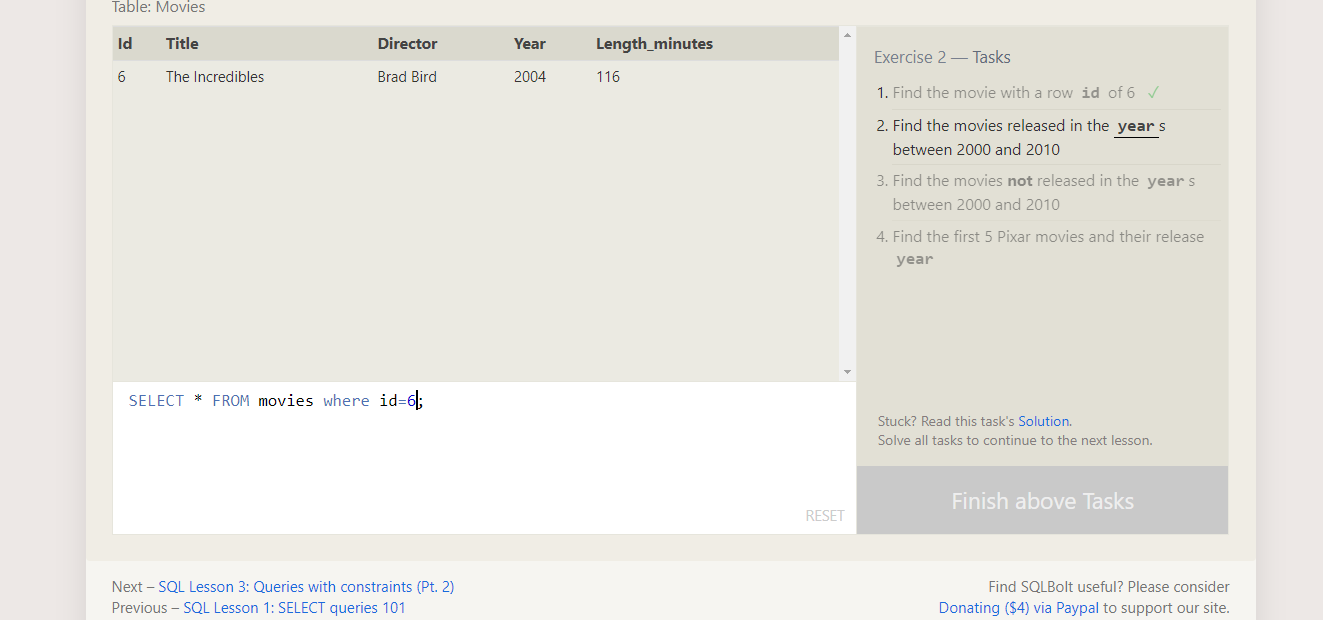 Table: Movies
Id Title Director Year Length_minutes
6 The Incredibles Brad Bird 2004 116
SELECT * FROM movies where id=6;
RESET
Exercise 2 — Tasks
1. Find the movie with a row id of 6 ✓
2. Find the movies released in the year s
between 2000 and 2010
3. Find the movies not released in the year s
between 2000 and 2010
4. Find the first 5 Pixar movies and their release
year
Stuck? Read this task's Solution.
Solve all tasks to continue to the next lesson.
Finish above Tasks
Next – SQL Lesson 3: Queries with constraints (Pt. 2)
Previous – SQL Lesson 1: SELECT queries 101
Find SQLBolt useful? Please consider
Donating ($4) via Paypal to support our site.